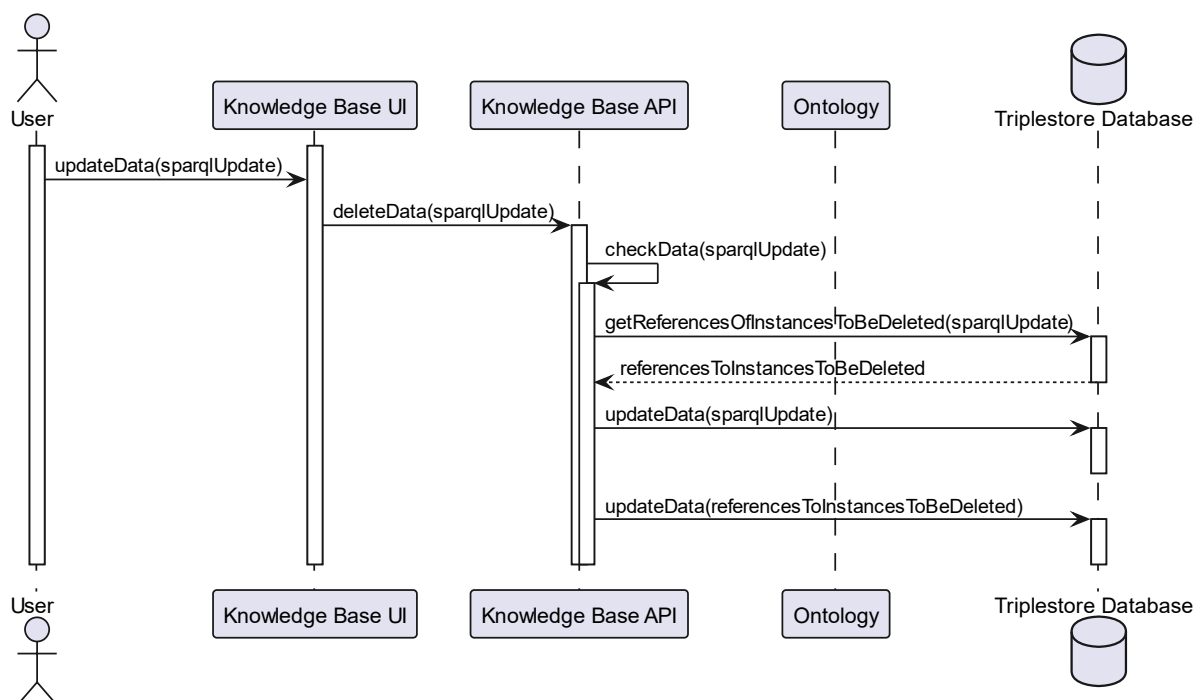 User
Knowledge Base UI
Knowledge Base API
Ontology
Triplestore Database
updateData(sparqlUpdate)
deleteData(sparqlUpdate)
checkData(sparqlUpdate)
getReferencesOfInstancesToBeDeleted(sparqlUpdate)
referencesToInstancesToBeDeleted
updateData(sparqlUpdate)
updateData(referencesToInstancesToBeDeleted)
User
Knowledge Base UI
Knowledge Base API
Ontology
Triplestore Database